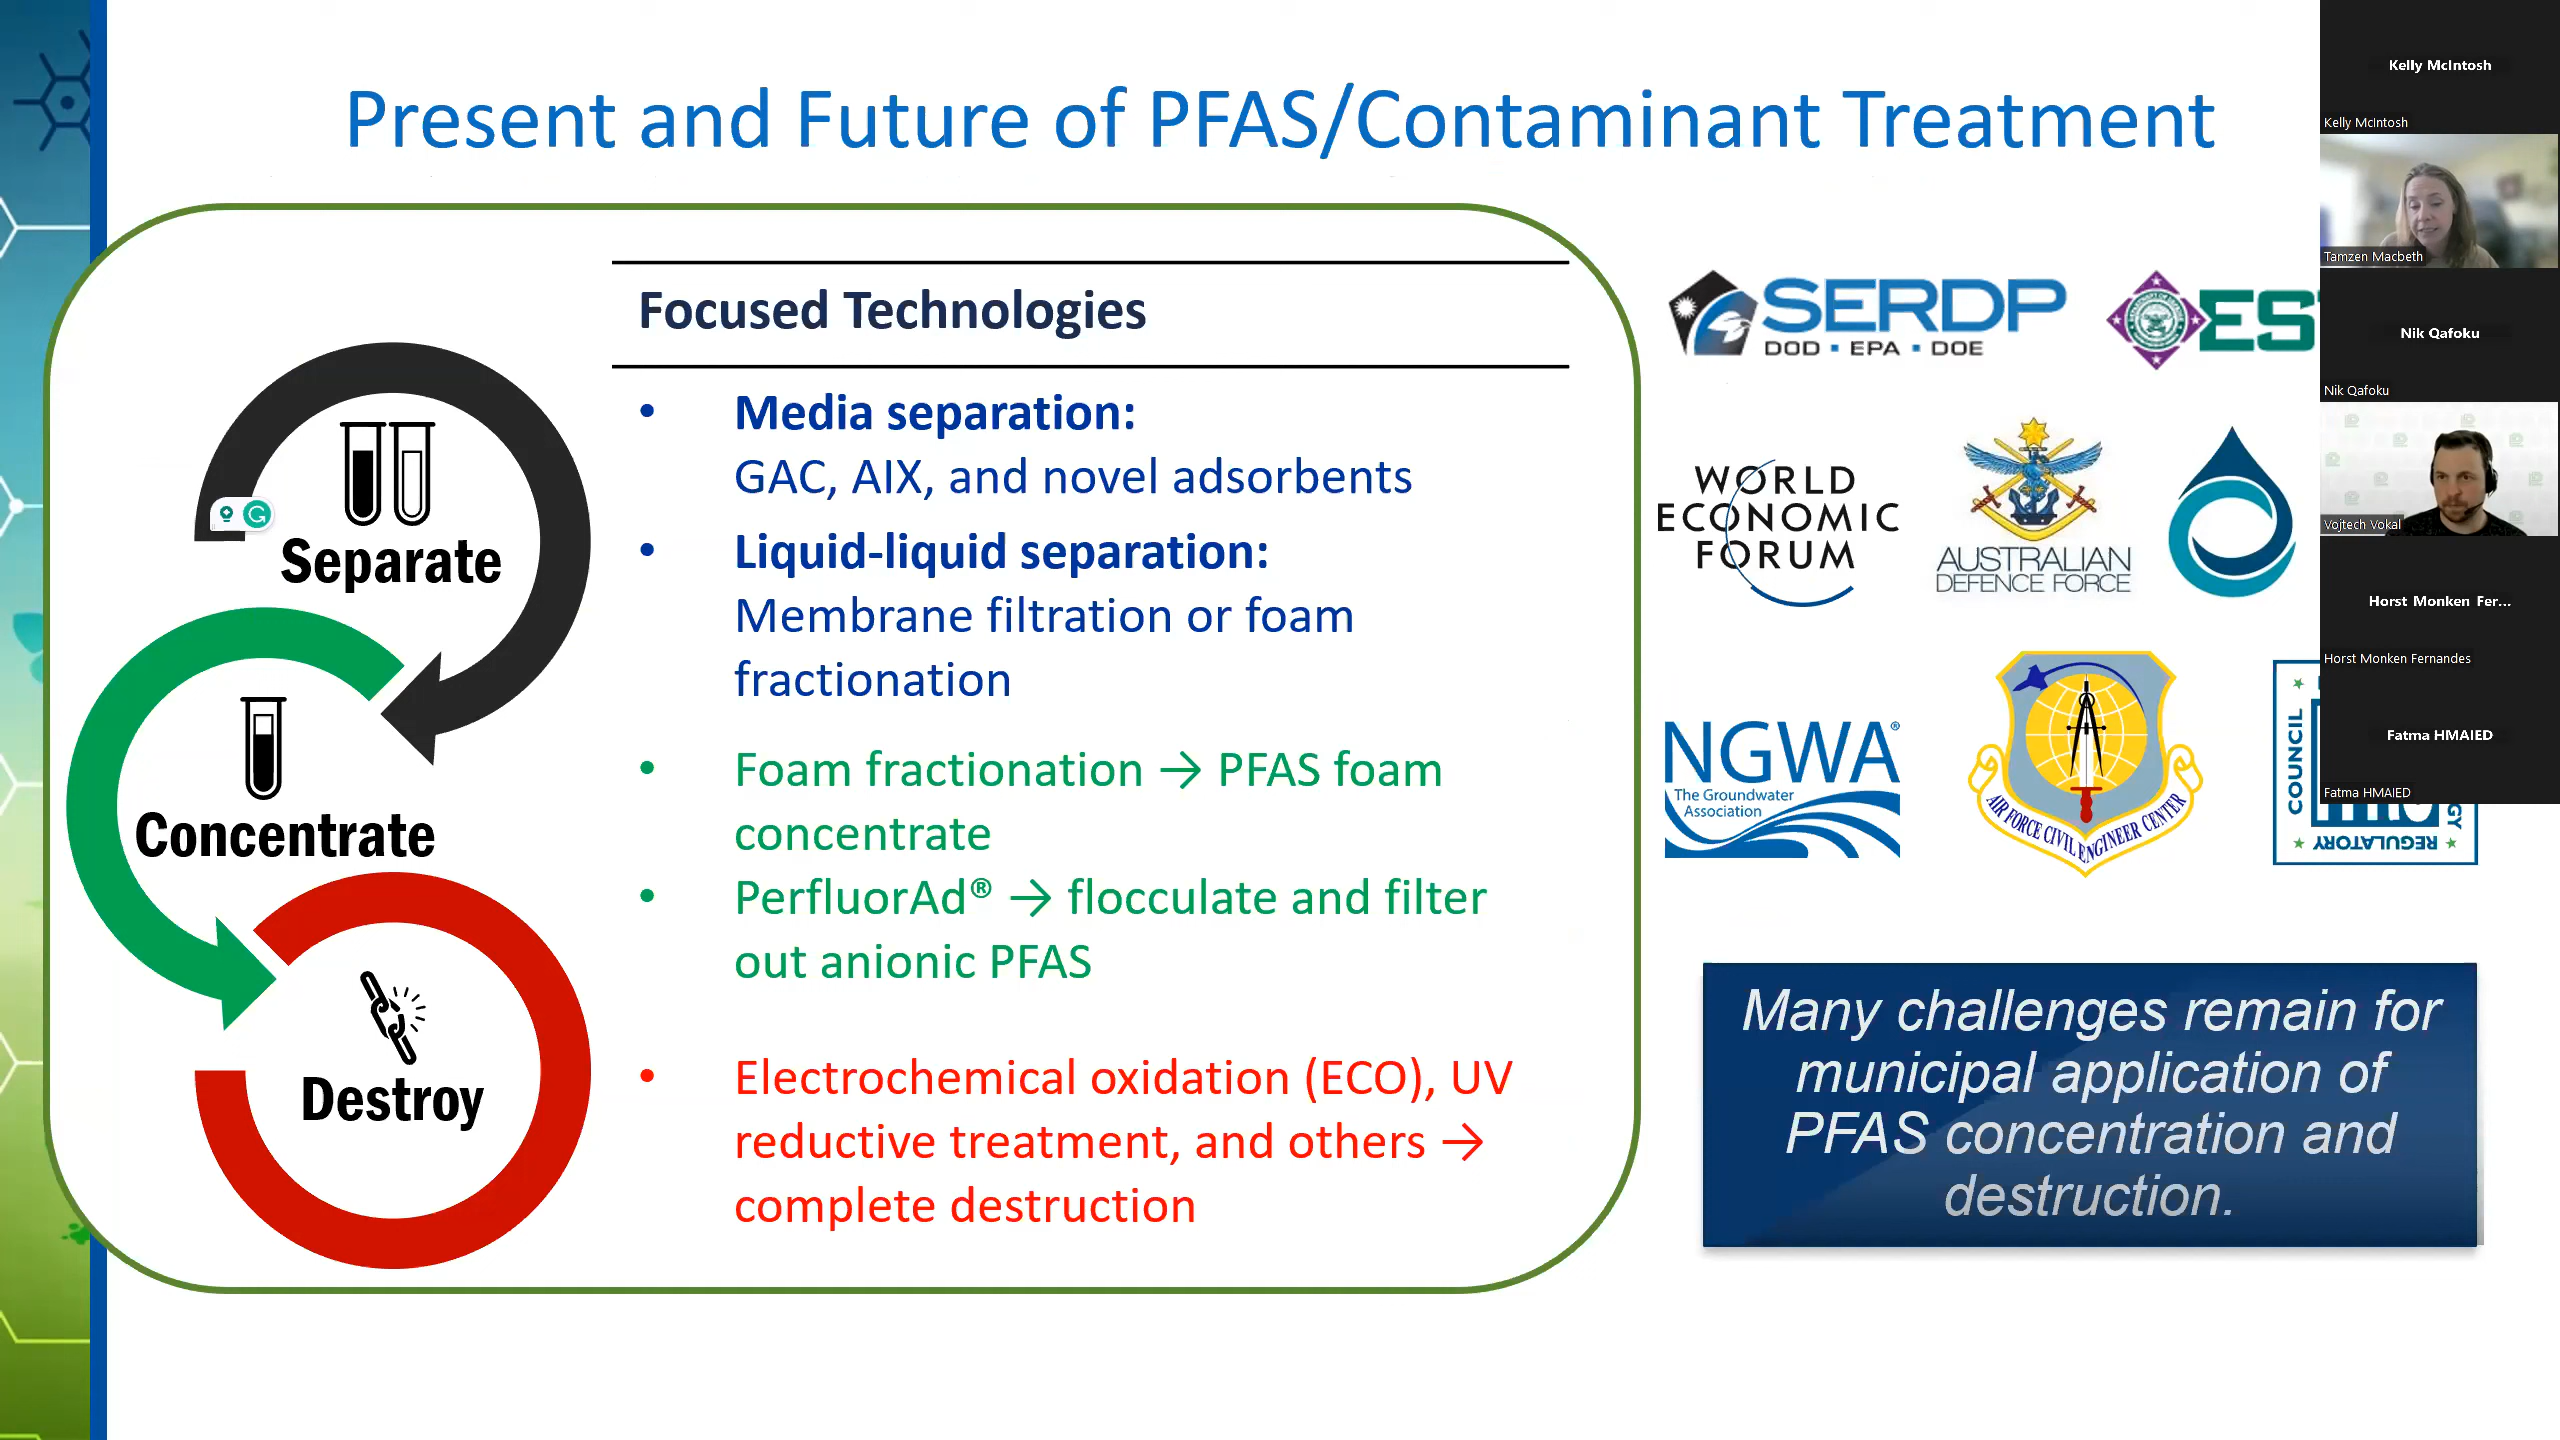 Present and Future of PFAS/Contaminant Treatment
Focused Technologies
Separate
Concentrate
Destroy
• Media separation:
GAC, AIX, and novel adsorbents
• Liquid-liquid separation:
Membrane filtration or foam
fractionation
• Foam fractionation → PFAS foam
concentrate
• PerfluorAd® → flocculate and filter
out anionic PFAS
• Electrochemical oxidation (ECO), UV
reductive treatment, and others →
complete destruction
SERDP
DOD ▪ EPA ▪ DOE
EST
WORLD
ECONOMIC
FORUM
AUSTRALIAN
DEFENCE FORCE
NGWA®
The Groundwater
Association
AIR FORCE CIVIL ENGINEER CENTER
COUNCIL
REGULATORY
GY
Many challenges remain for
municipal application of
PFAS concentration and
destruction.
Kelly McIntosh
Kelly McIntosh
Tamzen Macbeth
Nik Qafoku
Nik Qafoku
Vojtech Vokal
Horst Monken Fer...
Horst Monken Fernandes
Fatma HMAIED
Fatma HMAIED